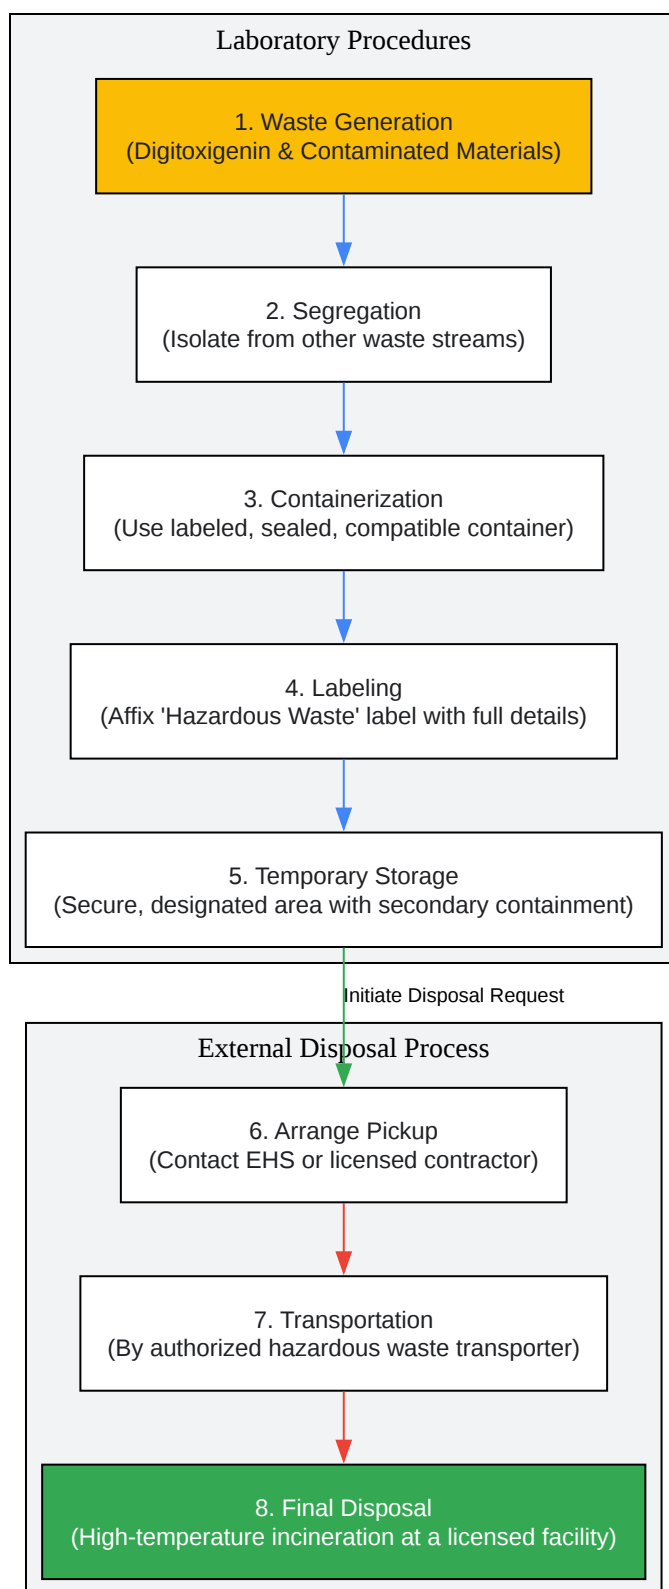 Laboratory Procedures
1. Waste Generation
(Digitoxigenin & Contaminated Materials)
2. Segregation
(Isolate from other waste streams)
3. Containerization
(Use labeled, sealed, compatible container)
4. Labeling
(Affix 'Hazardous Waste' label with full details)
5. Temporary Storage
(Secure, designated area with secondary containment)
Initiate Disposal Request
External Disposal Process
6. Arrange Pickup
(Contact EHS or licensed contractor)
7. Transportation
(By authorized hazardous waste transporter)
8. Final Disposal
(High-temperature incineration at a licensed facility)